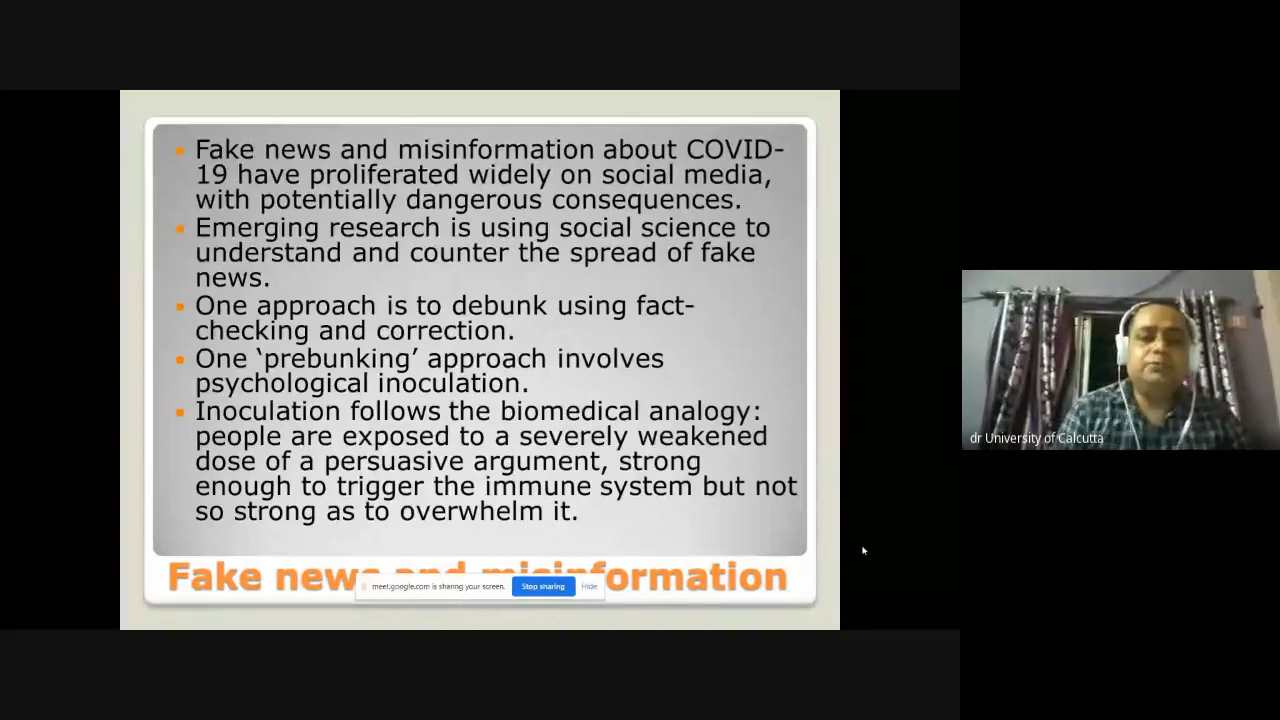 Fake news and misinformation about COVID-
19 have proliferated widely on social media,
with potentially dangerous consequences.
Emerging research is using social science to
understand and counter the spread of fake
news.
One approach is to debunk using fact-
checking and correction.
One ‘prebunking’ approach involves
psychological inoculation.
Inoculation follows the biomedical analogy:
people are exposed to a severely weakened
dose of a persuasive argument, strong
enough to trigger the immune system but not
so strong as to overwhelm it.
Fake news and misinformation
meet.google.com is sharing your screen. Stop sharing Hide
dr University of Calcutta